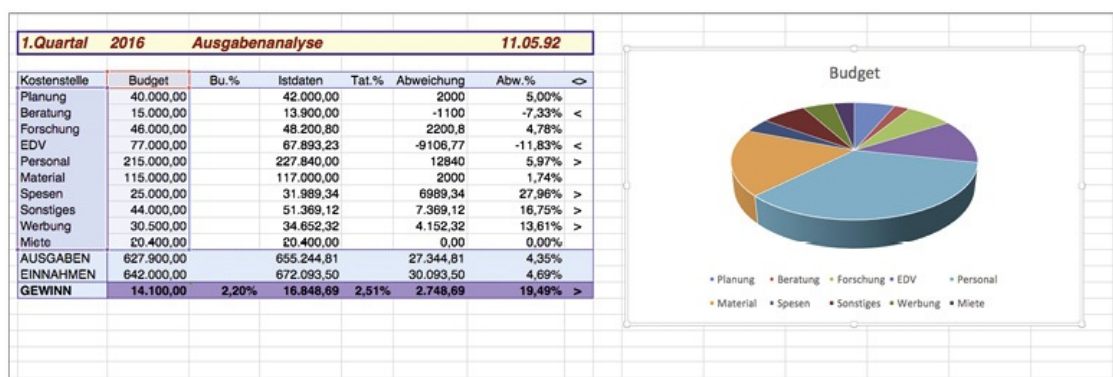 1.Quartal 2016 Ausgabenanalyse 11.05.92
Kostenstelle Budget Bu.% Istdaten Tat.% Abweichung Abw.% <>
Planung 40.000,00 42.000,00 2000 5,00%
Beratung 15.000,00 13.900,00 -1100 -7,33% <
Forschung 46.000,00 48.200,80 2200,8 4,78%
EDV 77.000,00 67.893,23 -9106,77 -11,83% <
Personal 215.000,00 227.840,00 12840 5,97% >
Material 115.000,00 117.000,00 2000 1,74%
Spesen 25.000,00 31.989,34 6989,34 27,96% >
Sonstiges 44.000,00 51.369,12 7.369,12 16,75% >
Werbung 30.500,00 34.652,32 4.152,32 13,61% >
Miete 20.400,00 20.400,00 0,00 0,00%
AUSGABEN 627.900,00 655.244,81 27.344,81 4,35%
EINNAHMEN 642.000,00 672.093,50 30.093,50 4,69%
GEWINN 14.100,00 2,20% 16.848,69 2,51% 2.748,69 19,49% >
Budget
Planung Beratung Forschung EDV Personal
Material Spesen Sonstiges Werbung Miete